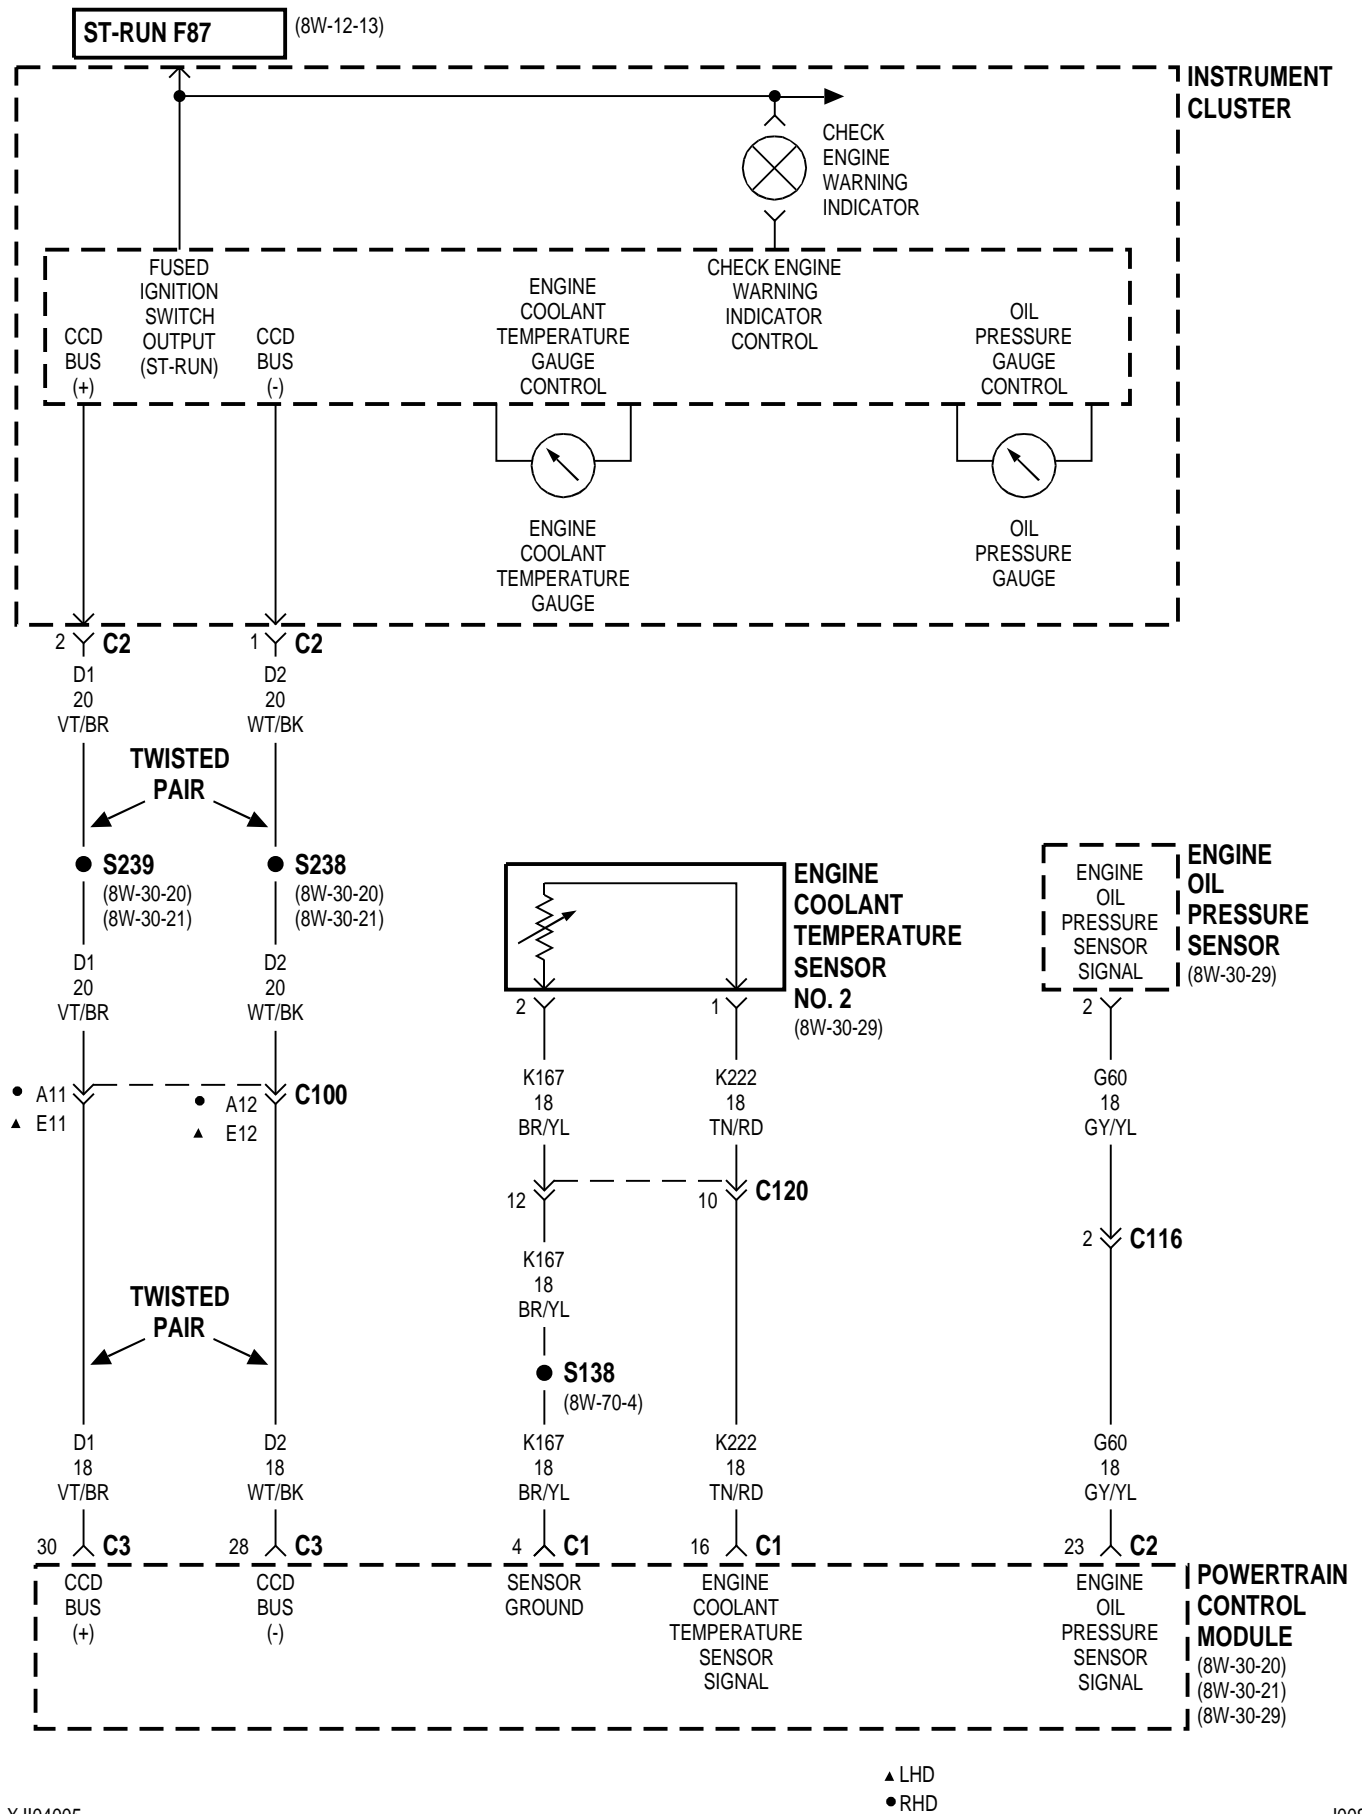 ST-RUN F87
(8W-12-13)
INSTRUMENT
CLUSTER
CHECK
ENGINE
WARNING
INDICATOR
CCD
BUS
(+)
FUSED
IGNITION
SWITCH
OUTPUT
(ST-RUN)
CCD
BUS
(-)
ENGINE
COOLANT
TEMPERATURE
GAUGE
CONTROL
CHECK ENGINE
WARNING
INDICATOR
CONTROL
OIL
PRESSURE
GAUGE
CONTROL
ENGINE
COOLANT
TEMPERATURE
GAUGE
OIL
PRESSURE
GAUGE
2 C2
1 C2
D1
20
VT/BR
D2
20
WT/BK
TWISTED
PAIR
S239
(8W-30-20)
(8W-30-21)
S238
(8W-30-20)
(8W-30-21)
D1
20
VT/BR
D2
20
WT/BK
ENGINE
COOLANT
TEMPERATURE
SENSOR
NO. 2
(8W-30-29)
ENGINE
OIL
PRESSURE
SENSOR
SIGNAL
ENGINE
OIL
PRESSURE
SENSOR
(8W-30-29)
2
1
2
K167
18
BR/YL
K222
18
TN/RD
G60
18
GY/YL
● A11
▲ E11
● A12
▲ E12
C100
12
10 C120
2 C116
K167
18
BR/YL
TWISTED
PAIR
S138
(8W-70-4)
D1
18
VT/BR
D2
18
WT/BK
K167
18
BR/YL
K222
18
TN/RD
G60
18
GY/YL
30 C3
28 C3
4 C1
16 C1
23 C2
CCD
BUS
(+)
CCD
BUS
(-)
SENSOR
GROUND
ENGINE
COOLANT
TEMPERATURE
SENSOR
SIGNAL
ENGINE
OIL
PRESSURE
SENSOR
SIGNAL
POWERTRAIN
CONTROL
MODULE
(8W-30-20)
(8W-30-21)
(8W-30-29)
▲ LHD
● RHD